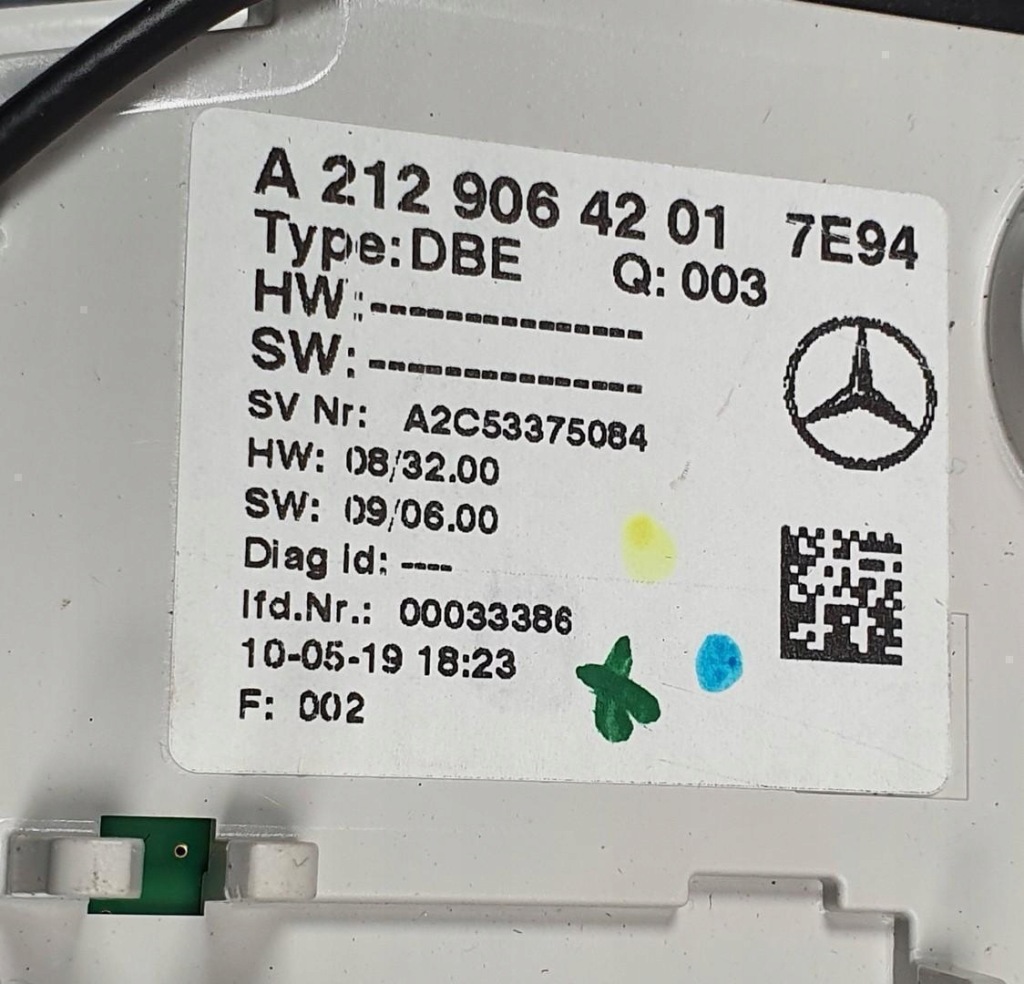 A 212 906 42 01 7E94
Type:DBE Q: 003
HW:---------------
SW:---------------
SV Nr: A2C53375084
HW: 08/32.00
SW: 09/06.00
Diag id: ----
lfd.Nr.: 00033386
10-05-19 18:23
F: 002